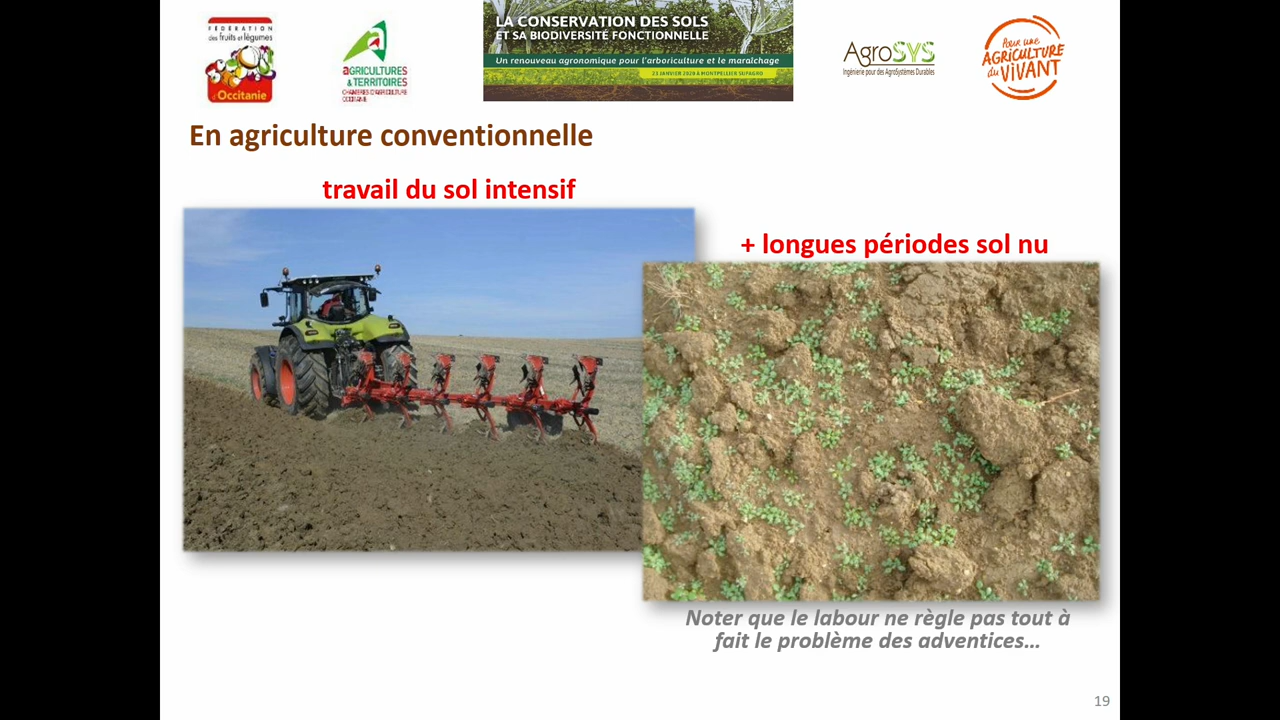 FÉDÉRATION
des fruits et légumes
d'Occitanie
AGRICULTURES
& TERRITOIRES
CHAMBRES D'AGRICULTURE
OCCITANIE
LA CONSERVATION DES SOLS
ET SA BIODIVERSITÉ FONCTIONNELLE
Un renouveau agronomique pour l'arboriculture et le maraîchage
23 JANVIER 2020 À MONTPELLIER SUPAGRO
AgroSYS
Ingénierie pour des AgroSystèmes Durables
Pour une
AGRICULTURE
du VIVANT
En agriculture conventionnelle
travail du sol intensif
+ longues périodes sol nu
Noter que le labour ne règle pas tout à
fait le problème des adventices…
19